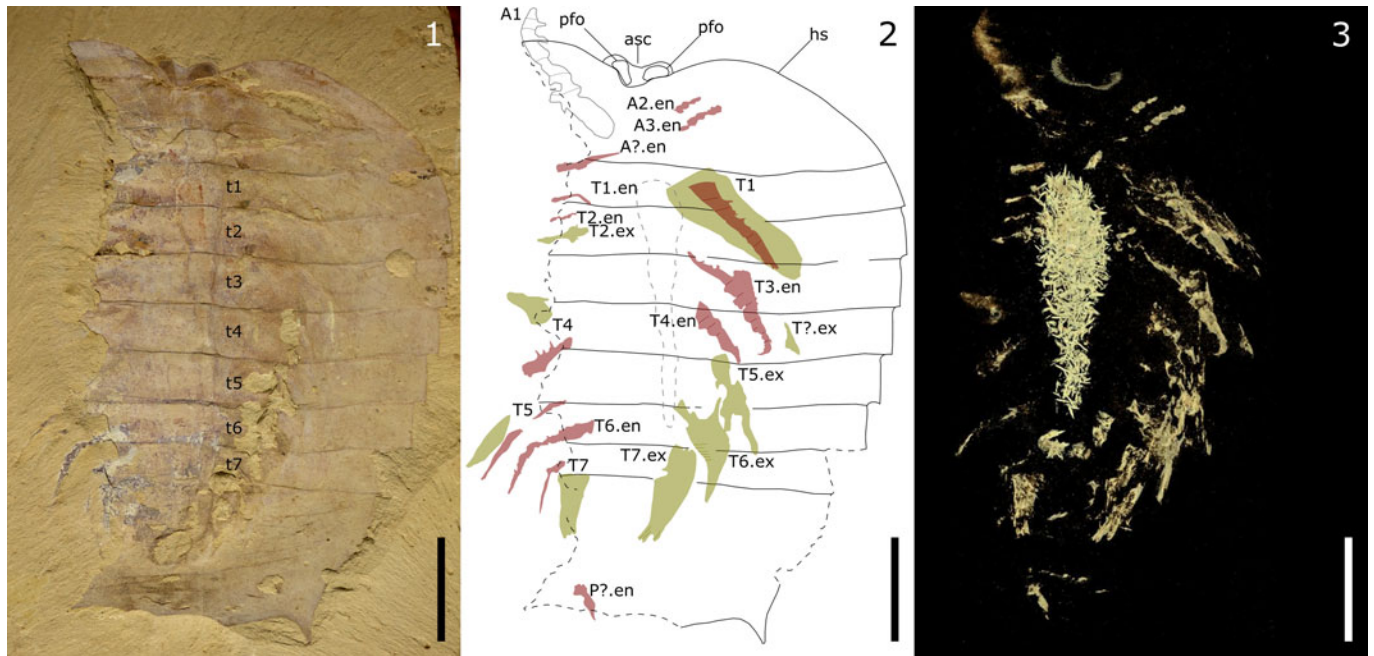 1
t1
t2
t3
t4
t5
t6
t7
2
A1
pfo
asc
pfo
hs
A2.en
A3.en
A?.en
T1.en
T1
T2.en
T2.ex
T3.en
T4
T4.en
T?.ex
T5.ex
T5
T6.en
T7
T7.ex
T6.ex
P?.en
3